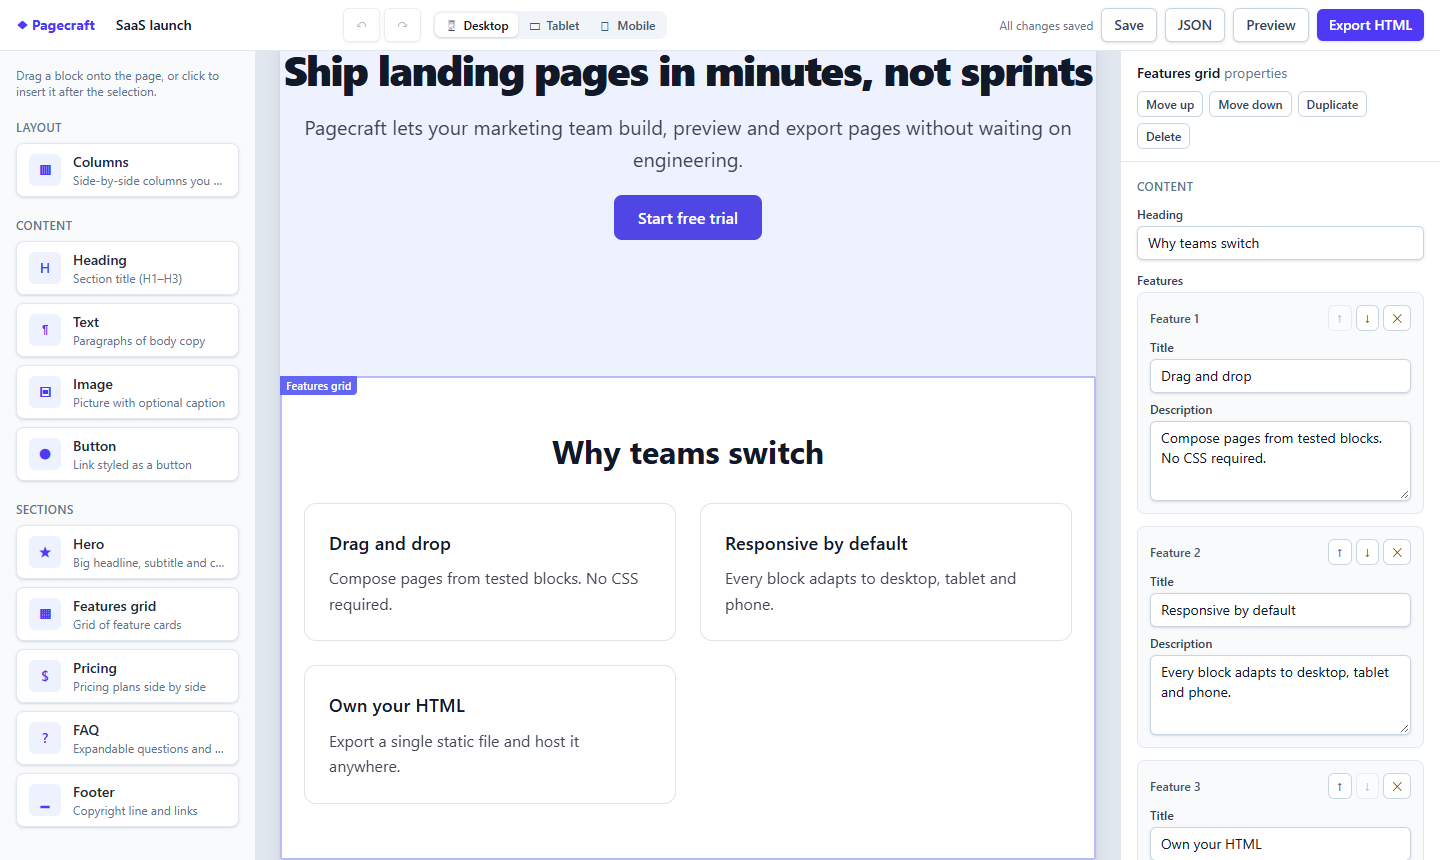 Pagecraft
SaaS launch
Desktop
Tablet
Mobile
All changes saved
Save
JSON
Preview
Export HTML
Drag a block onto the page, or click to
insert it after the selection.
LAYOUT
Columns
Side-by-side columns you ...
CONTENT
H
Heading
Section title (H1–H3)
¶
Text
Paragraphs of body copy
Image
Picture with optional caption
Button
Link styled as a button
SECTIONS
Hero
Big headline, subtitle and c...
Features grid
Grid of feature cards
$
Pricing
Pricing plans side by side
?
FAQ
Expandable questions and ...
Footer
Copyright line and links
Ship landing pages in minutes, not sprints
Pagecraft lets your marketing team build, preview and export pages without waiting on
engineering.
Start free trial
Features grid
Why teams switch
Drag and drop
Compose pages from tested blocks. No CSS
required.
Responsive by default
Every block adapts to desktop, tablet and
phone.
Own your HTML
Export a single static file and host it
anywhere.
Features grid properties
Move up
Move down
Duplicate
Delete
CONTENT
Heading
Why teams switch
Features
Feature 1
Title
Drag and drop
Description
Compose pages from tested blocks.
No CSS required.
Feature 2
Title
Responsive by default
Description
Every block adapts to desktop, tablet
and phone.
Feature 3
Title
Own your HTML